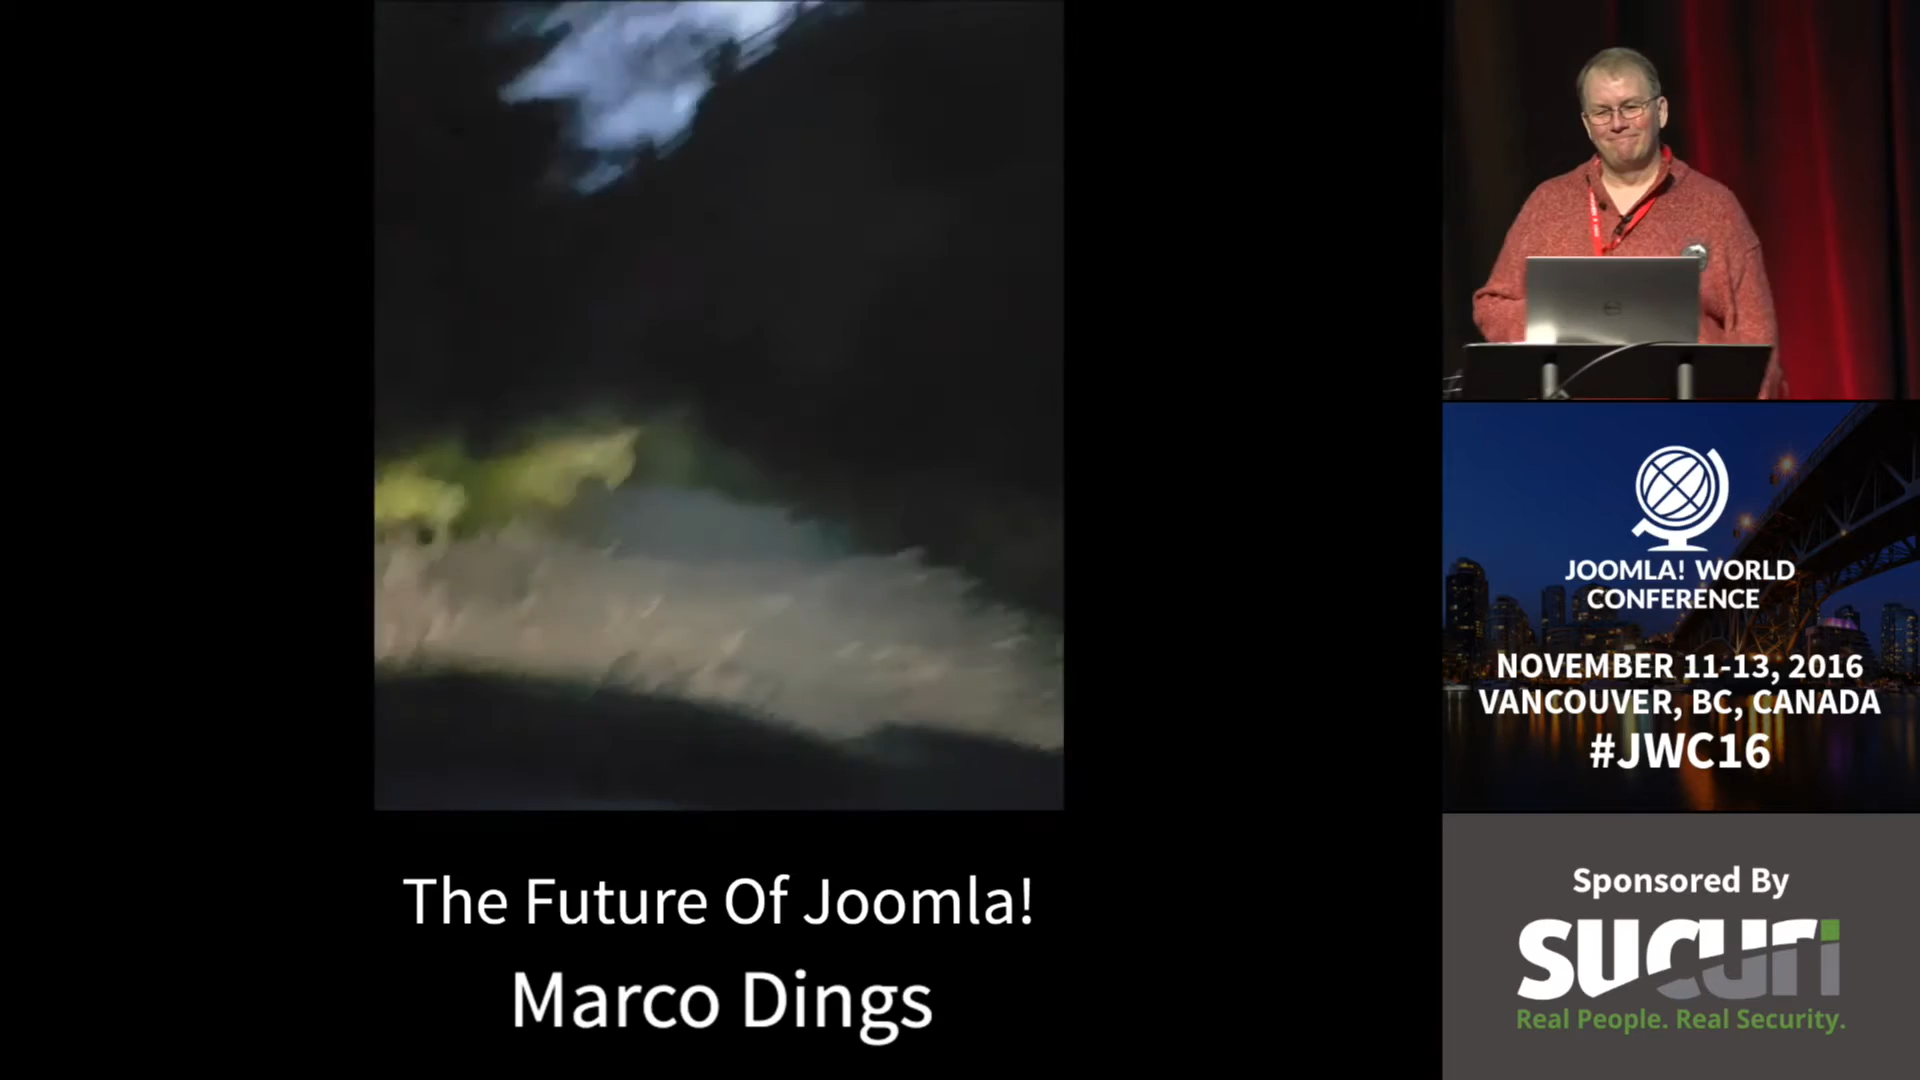 The Future Of Joomla!
Marco Dings
JOOMLA! WORLD
CONFERENCE
NOVEMBER 11-13, 2016
VANCOUVER, BC, CANADA
#JWC16
Sponsored By
SUCURI
Real People. Real Security.